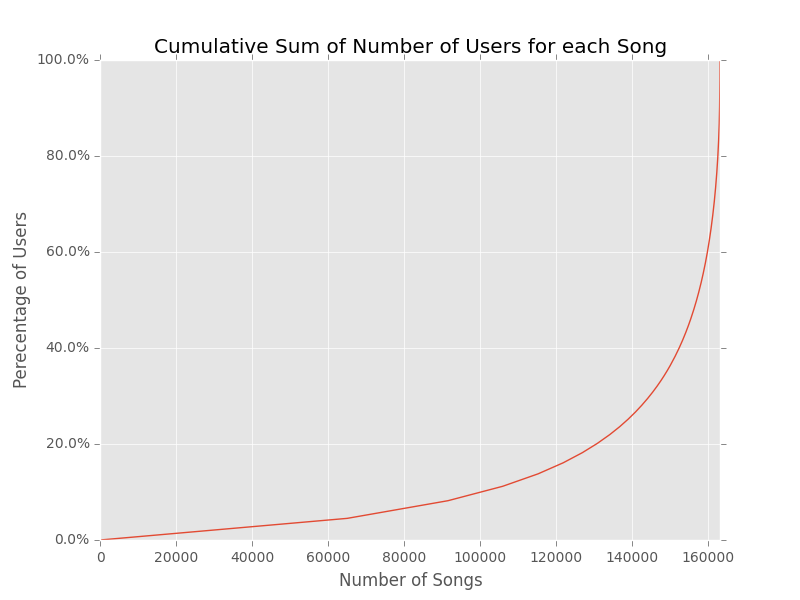 Cumulative Sum of Number of Users for each Song
100.0%
80.0%
60.0%
40.0%
20.0%
0.0%
Perecentage of Users
0 20000 40000 60000 80000 100000 120000 140000 160000
Number of Songs